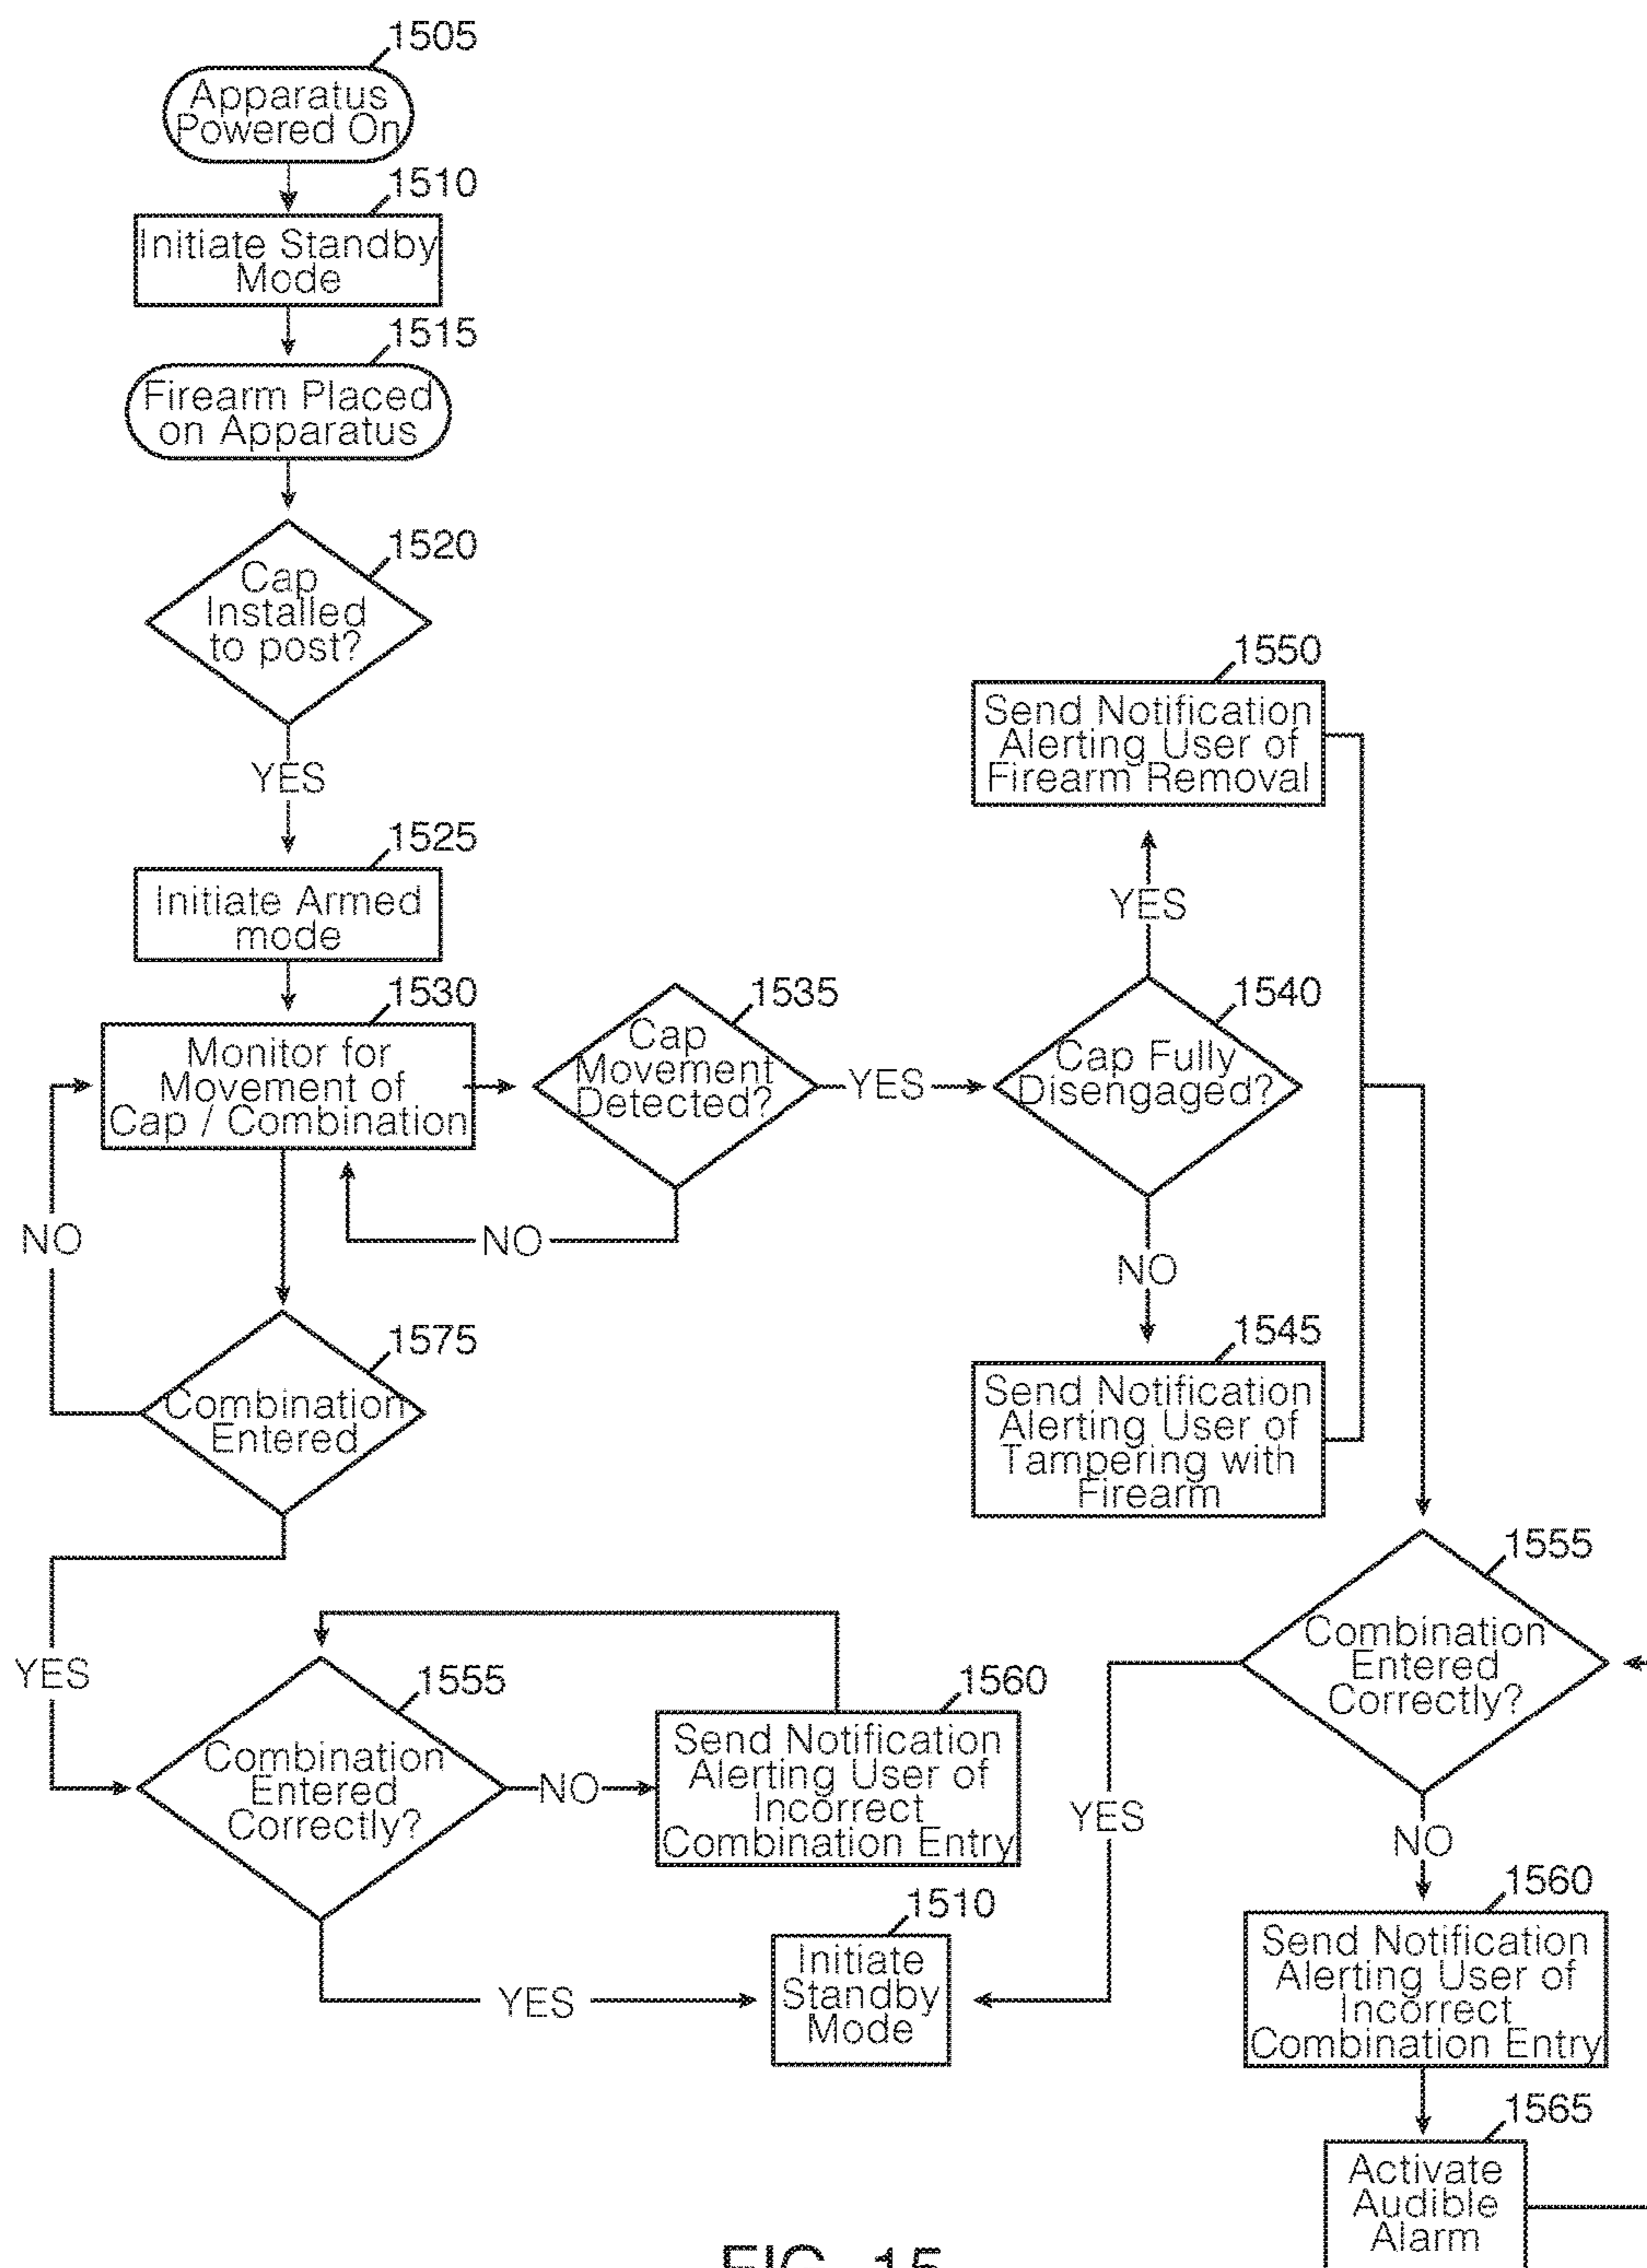 1505
Apparatus
Powered On
1510
Initiate Standby
Mode
1515
Firearm Placed
on Apparatus
1520
Cap
Installed
to post?
YES
1525
Initiate Armed
mode
1530
Monitor for
Movement of
Cap / Combination
1535
Cap
Movement
Detected?
YES
NO
1540
Cap Fully
Disengaged?
YES
1550
Send Notification
Alerting User of
Firearm Removal
NO
1545
Send Notification
Alerting User of
Tampering with
Firearm
NO
1575
Combination
Entered
YES
1555
Combination
Entered
Correctly?
NO
1560
Send Notification
Alerting User of
Incorrect
Combination Entry
YES
1510
Initiate
Standby
Mode
1555
Combination
Entered
Correctly?
YES
NO
1560
Send Notification
Alerting User of
Incorrect
Combination Entry
1565
Activate
Audible
Alarm
FIG. 15